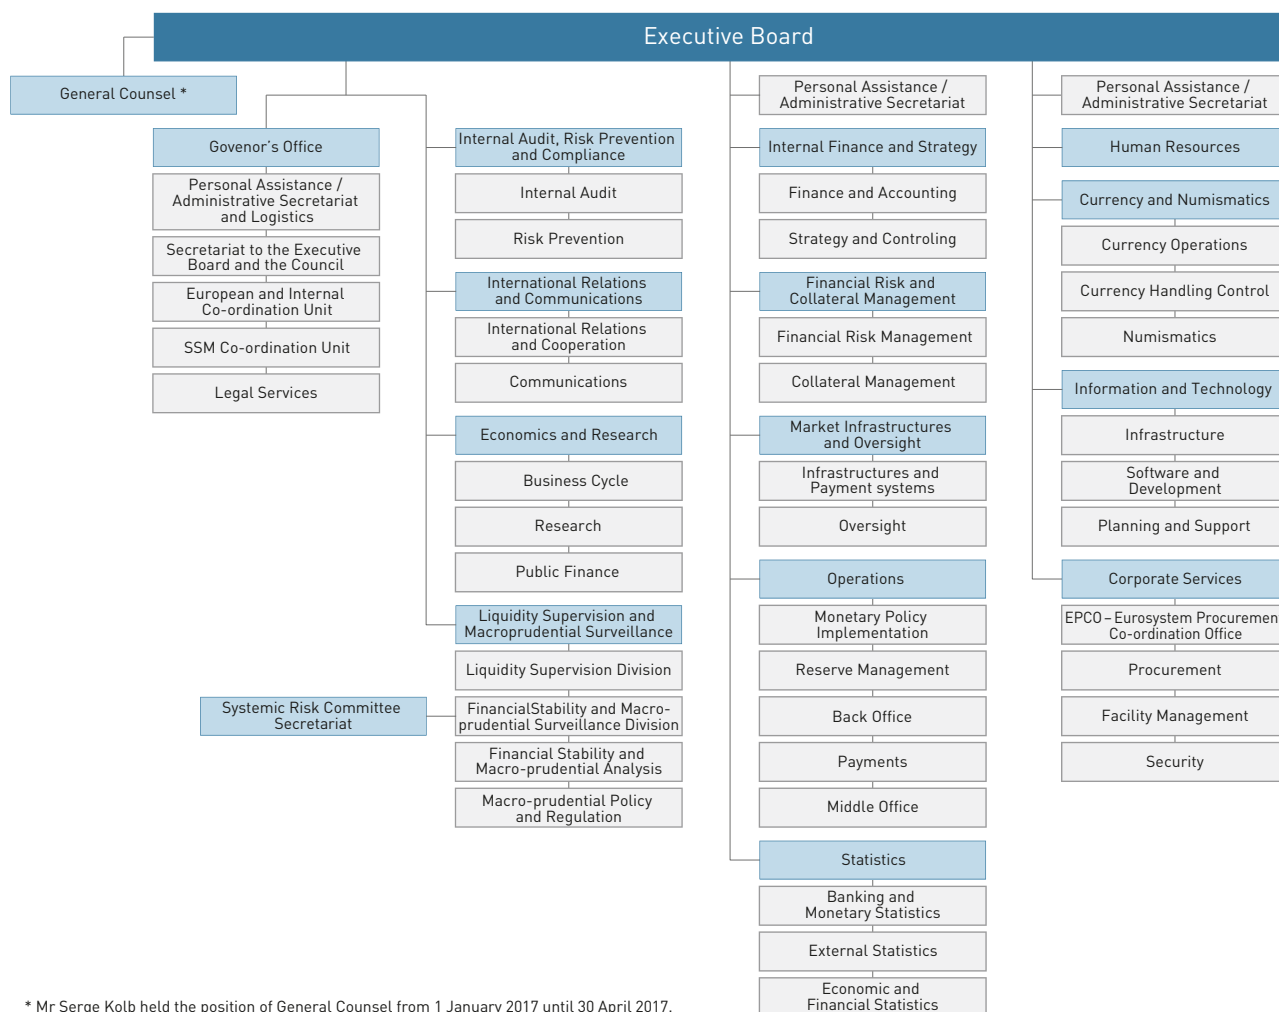 Executive Board
General Counsel *
Govenor's Office
Personal Assistance /
Administrative Secretariat
and Logistics
Secretariat to the Executive
Board and the Council
European and Internal
Co-ordination Unit
SSM Co-ordination Unit
Legal Services
Internal Audit, Risk Prevention
and Compliance
Internal Audit
Risk Prevention
International Relations
and Communications
International Relations
and Cooperation
Communications
Economics and Research
Business Cycle
Research
Public Finance
Liquidity Supervision and
Macroprudential Surveillance
Liquidity Supervision Division
Systemic Risk Committee
Secretariat
FinancialStability and Macro-
prudential Surveillance Division
Financial Stability and
Macro-prudential Analysis
Macro-prudential Policy
and Regulation
Personal Assistance /
Administrative Secretariat
Internal Finance and Strategy
Finance and Accounting
Strategy and Controling
Financial Risk and
Collateral Management
Financial Risk Management
Collateral Management
Market Infrastructures
and Oversight
Infrastructures and
Payment systems
Oversight
Operations
Monetary Policy
Implementation
Reserve Management
Back Office
Payments
Middle Office
Statistics
Banking and
Monetary Statistics
External Statistics
Economic and
Financial Statistics
Personal Assistance /
Administrative Secretariat
Human Resources
Currency and Numismatics
Currency Operations
Currency Handling Control
Numismatics
Information and Technology
Infrastructure
Software and
Development
Planning and Support
Corporate Services
EPCO – Eurosystem Procuremen
Co-ordination Office
Procurement
Facility Management
Security
* Mr Serge Kolb held the position of General Counsel from 1 January 2017 until 30 April 2017.